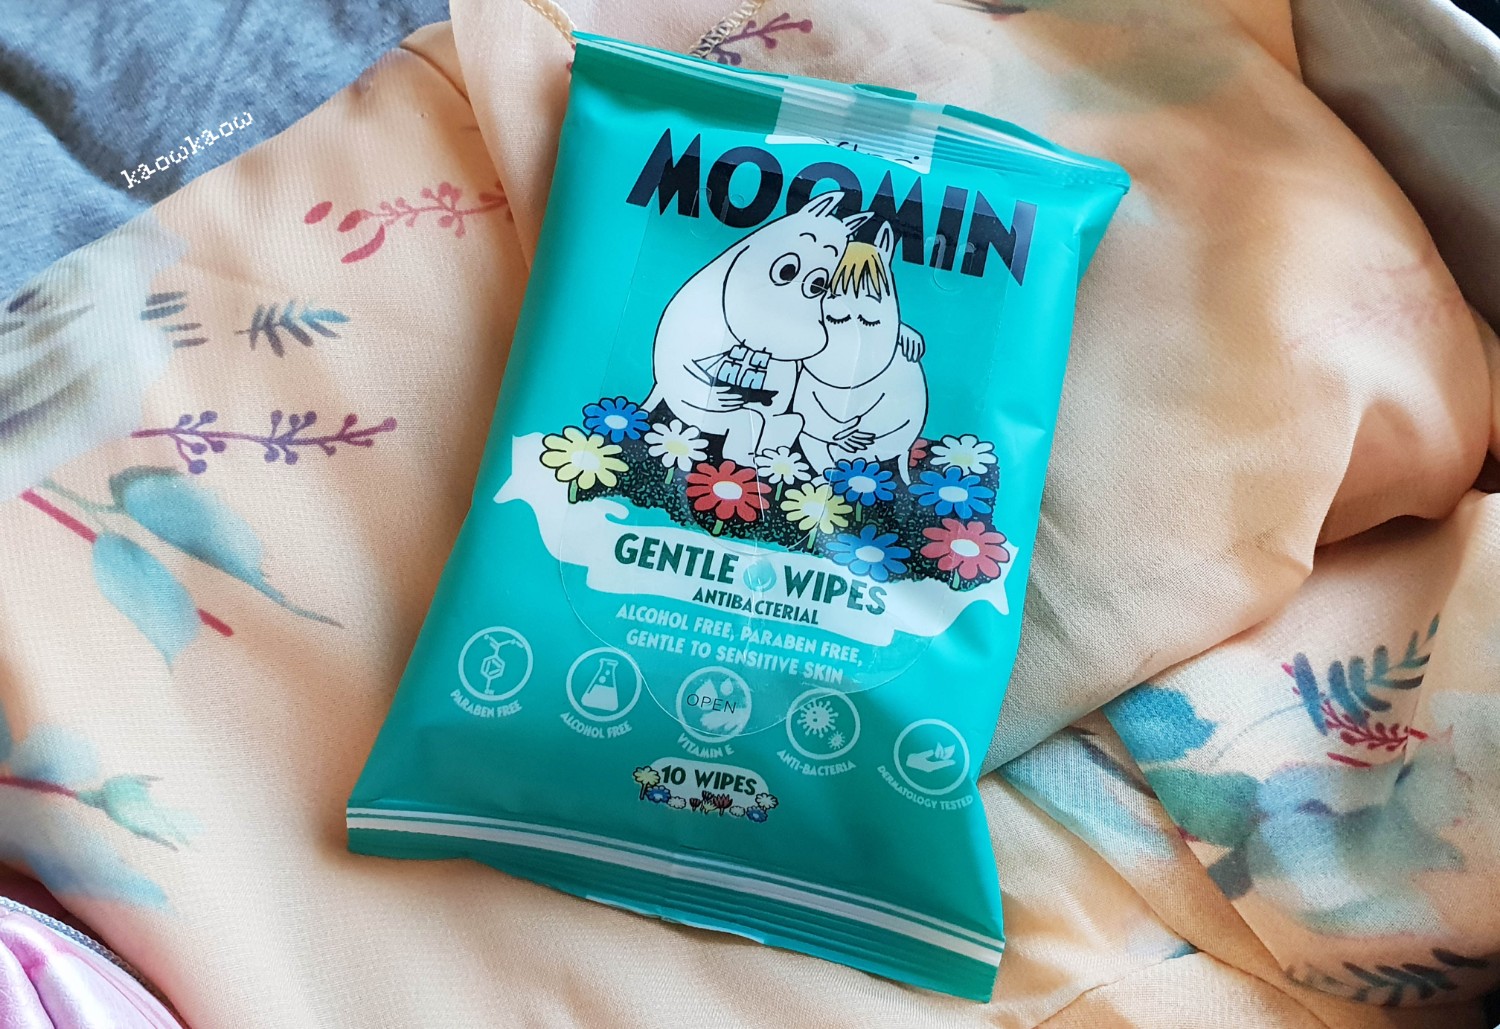 kaowkaow
MOOMIN
GENTLE WIPES
ANTIBACTERIAL
ALCOHOL FREE, PARABEN FREE,
GENTLE TO SENSITIVE SKIN
OPEN
PARABEN FREE
ALCOHOL FREE
VITAMIN E
ANTI-BACTERIA
DERMATOLOGY TESTED
10 WIPES